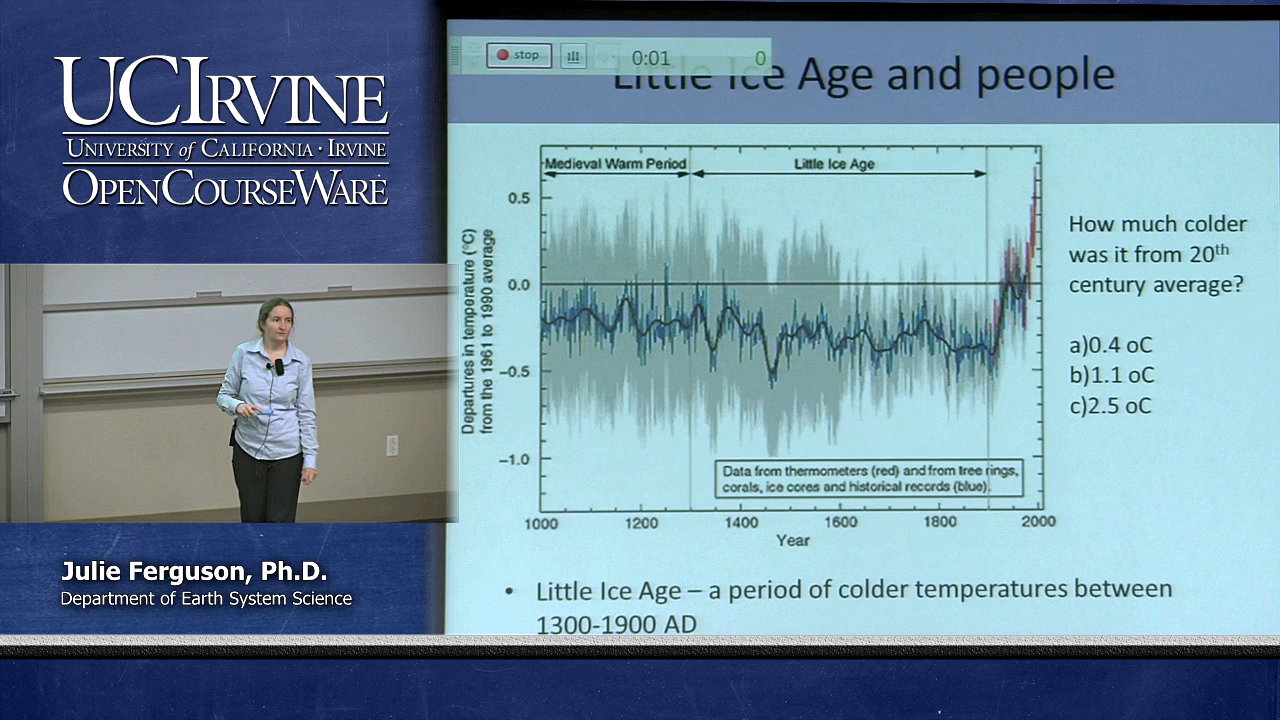 UCIRVINE
UNIVERSITY of CALIFORNIA · IRVINE
OPENCOURSEWARE
Julie Ferguson, Ph.D.
Department of Earth System Science
stop
0:01
0
Little Ice Age and people
Medieval Warm Period
Little Ice Age
0.5
0.0
−0.5
−1.0
Departures in temperature (°C)
from the 1961 to 1990 average
Data from thermometers (red) and from tree rings,
corals, ice cores and historical records (blue).
1000 1200 1400 1600 1800 2000
Year
How much colder
was it from 20th
century average?
a)0.4 oC
b)1.1 oC
c)2.5 oC
• Little Ice Age – a period of colder temperatures between
1300-1900 AD